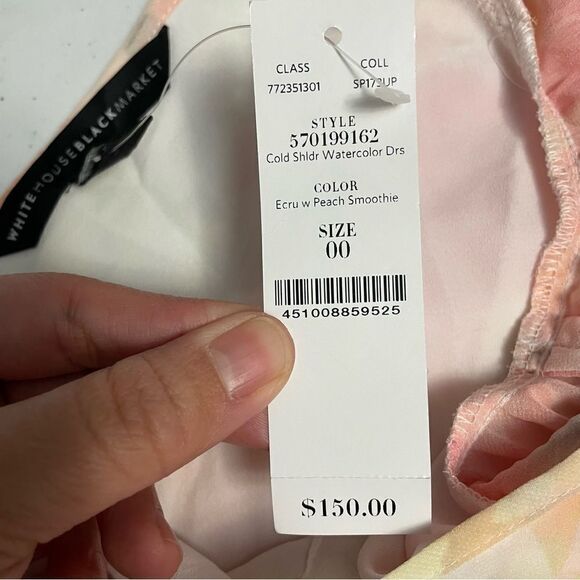 WHITEHOUSEBLACKMARKET
CLASS COLL
772351301
STYLE
570199162
Cold Shldr Watercolor Drs
COLOR
Ecru w Peach Smoothie
SIZE
00
451008859525
$150.00